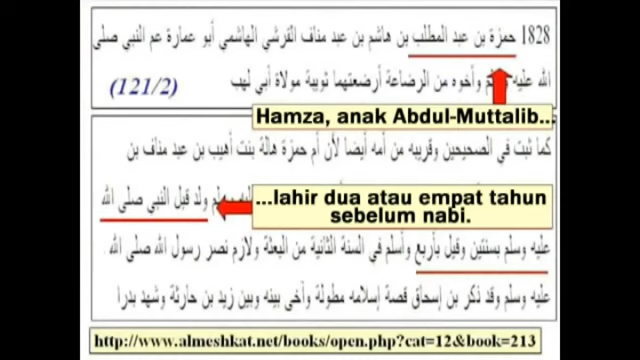 1828 حمزة بن عبد المطلب بن هاشم بن عبد مناف القرشي الهاشمي أبو عمارة عم النبي صلى
الله عليه وأخوه من الرضاعة أرضعتهما ثويبة مولاة أبي لهب
(121/2)
Hamza, anak Abdul-Muttalib...
كما ثبت في الصحيحين وقريبه من أمه أيضا لأن أم حمزة هالة بنت أهيب بن عبد مناف بن
ولد قبل النبي صلى الله
...lahir dua atau empat tahun
sebelum nabi.
عليه وسلم بسنتين وقيل بأربع وأسلم في السنة الثانية من البعثة ولازم نصر رسول الله صلى الله
عليه وسلم وقد ذكر بن إسحاق قصة إسلامه مطولة وآخى بينه وبين زيد بن حارثة وشهد بدرا
http://www.almeshkat.net/books/open.php?cat=12&book=213